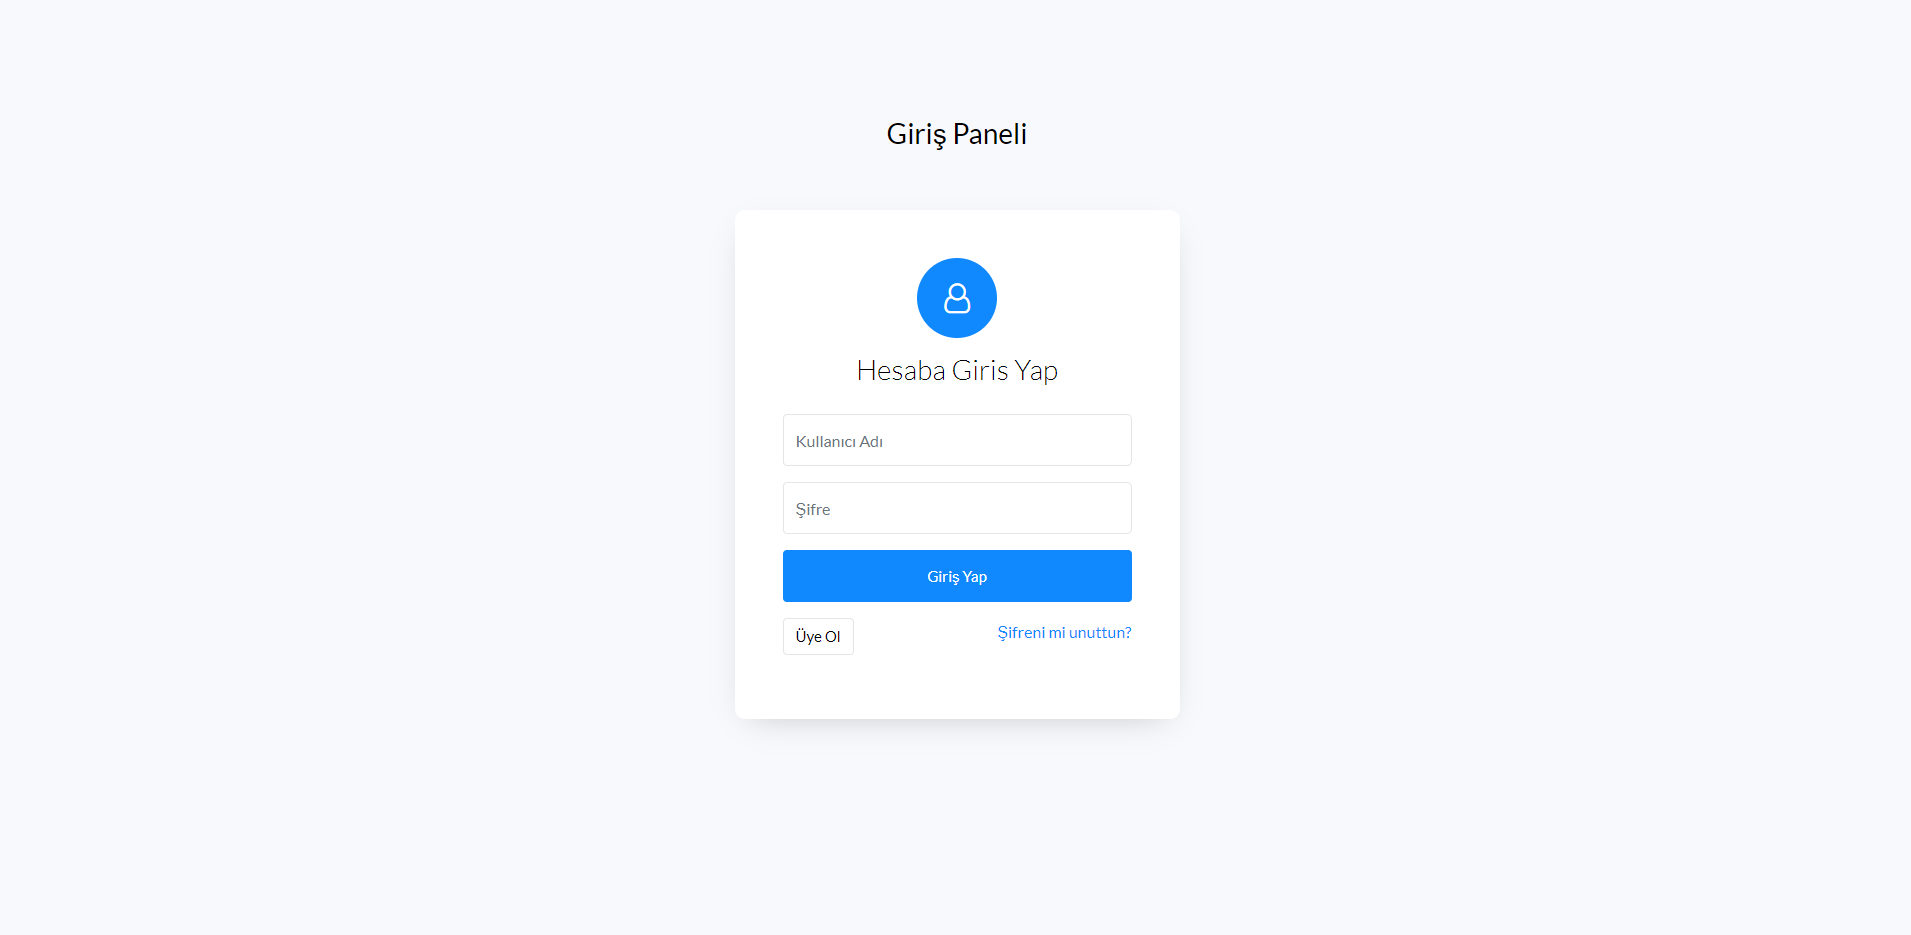 Giriş Paneli
Hesaba Giris Yap
Kullanıcı Adı
Şifre
Giriş Yap
Üye Ol
Şifreni mi unuttun?